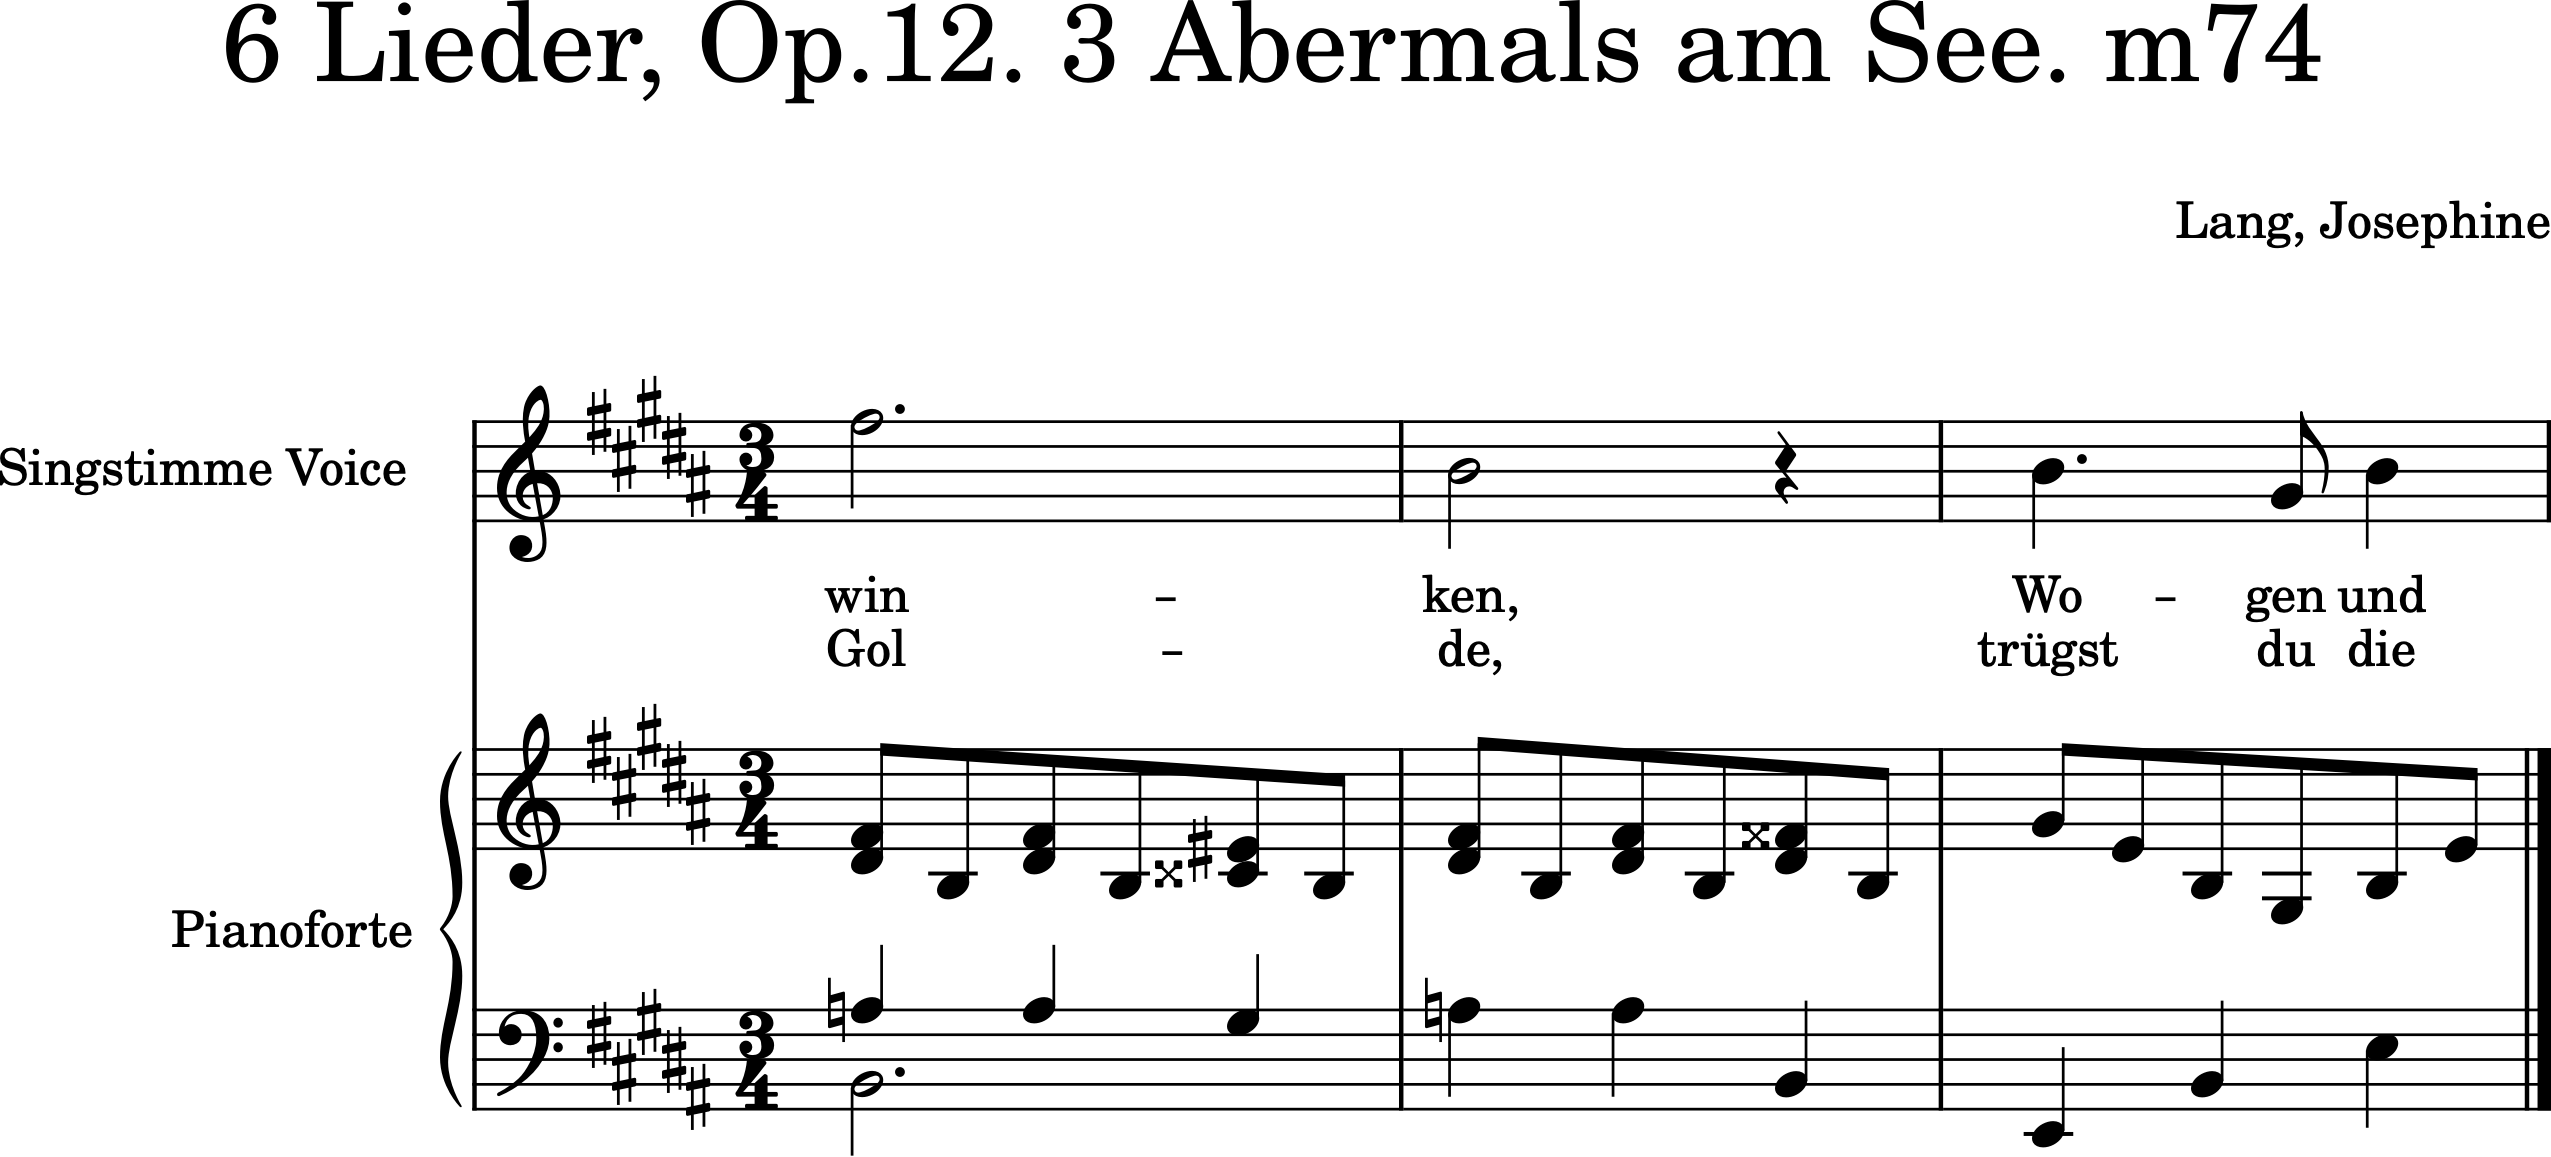 6 Lieder, Op.12. 3 Abermals am See. m74
Lang, Josephine
Singstimme Voice
win – ken, Wo – gen und
Gol – de, trügst du die
Pianoforte